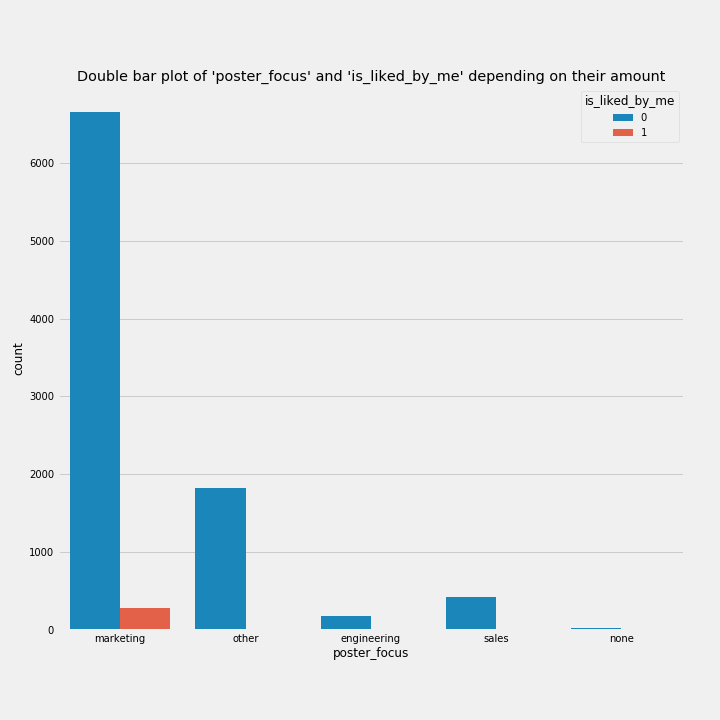 Double bar plot of 'poster_focus' and 'is_liked_by_me' depending on their amount
is_liked_by_me
0
1
6000
5000
4000
3000
2000
1000
0
count
marketing other engineering sales none
poster_focus